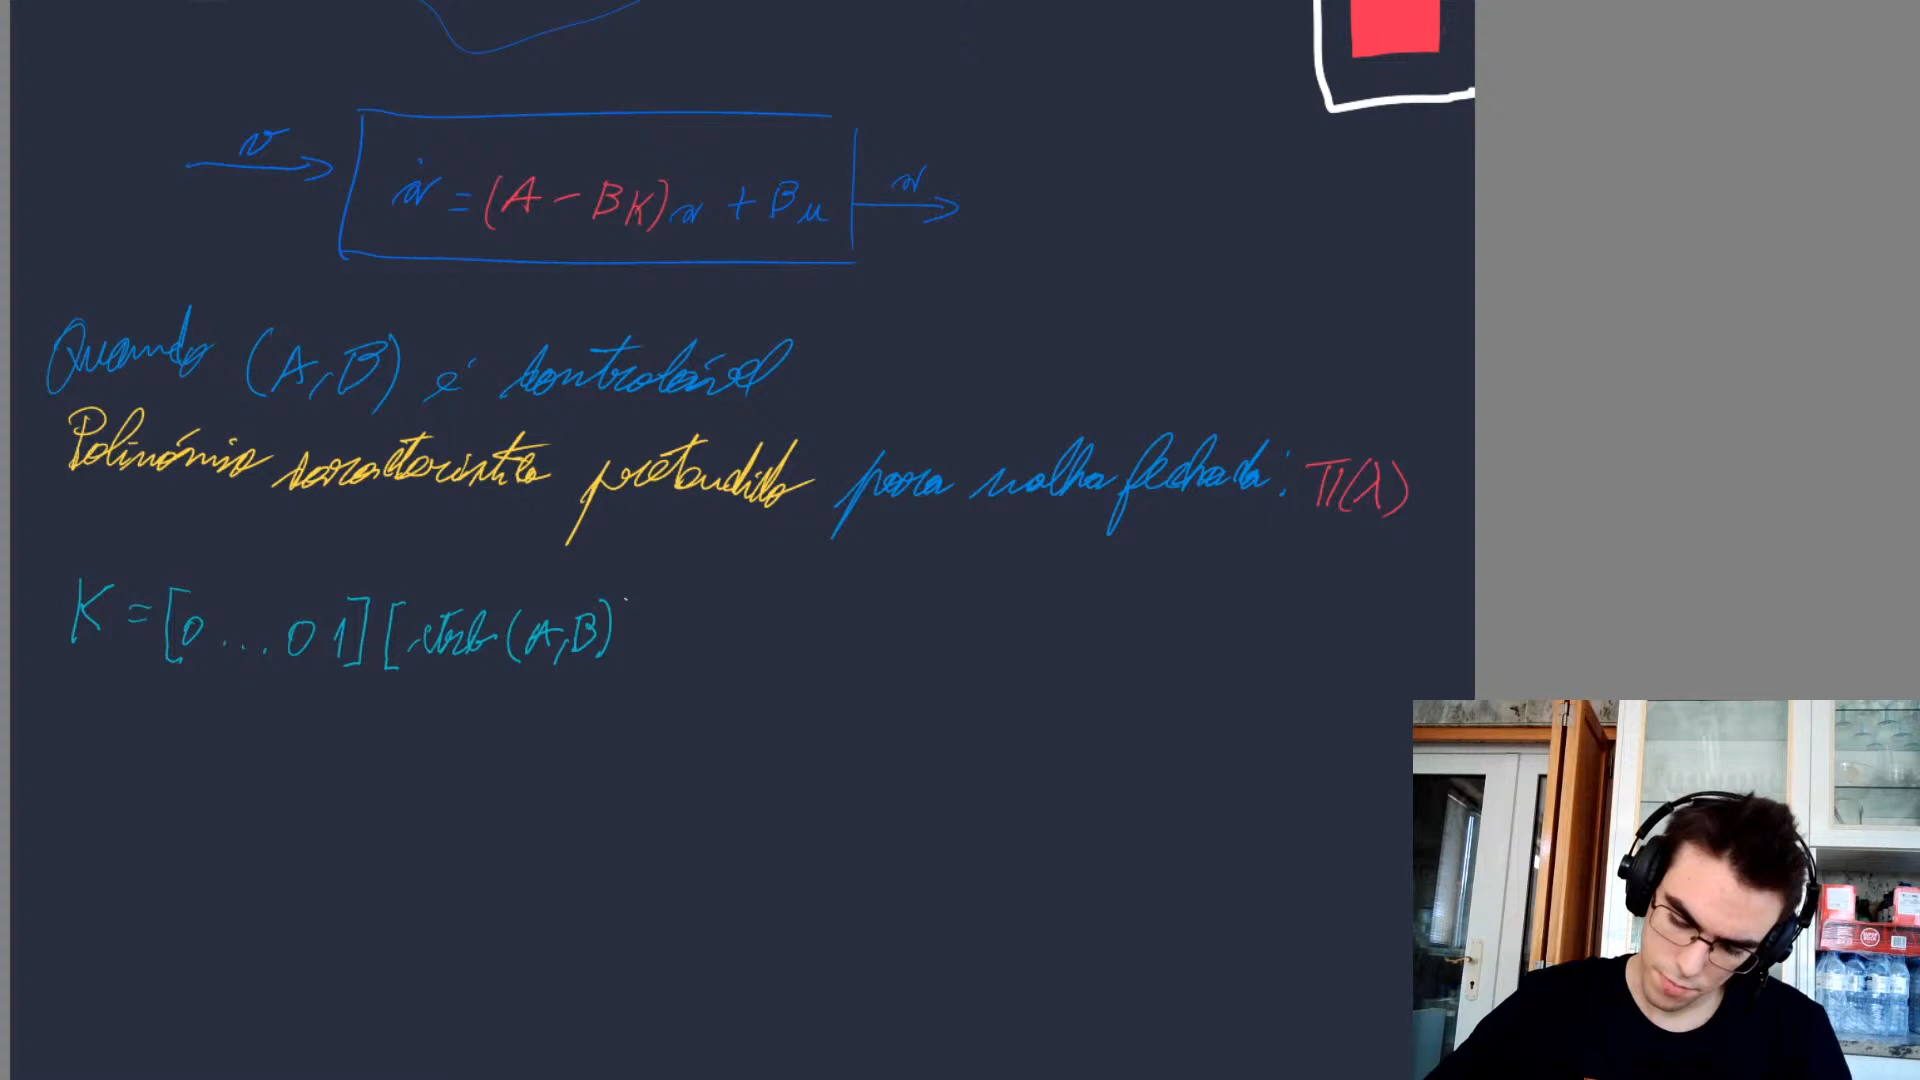 v
ẋ = (A - BK)x + Bu
x
Quando (A,B) é controlável
Polinómio característico pretendido para malha fechada: Π(λ)
K = [0 ... 0 1] [ctrb(A,B)